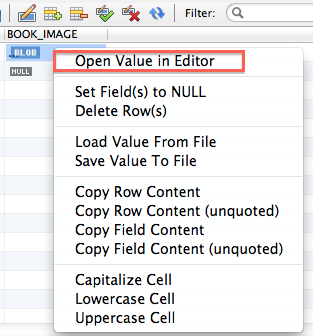 Filter:
BOOK_IMAGE
BLOB
NULL
Open Value in Editor
Set Field(s) to NULL
Delete Row(s)
Load Value From File
Save Value To File
Copy Row Content
Copy Row Content (unquoted)
Copy Field Content
Copy Field Content (unquoted)
Capitalize Cell
Lowercase Cell
Uppercase Cell